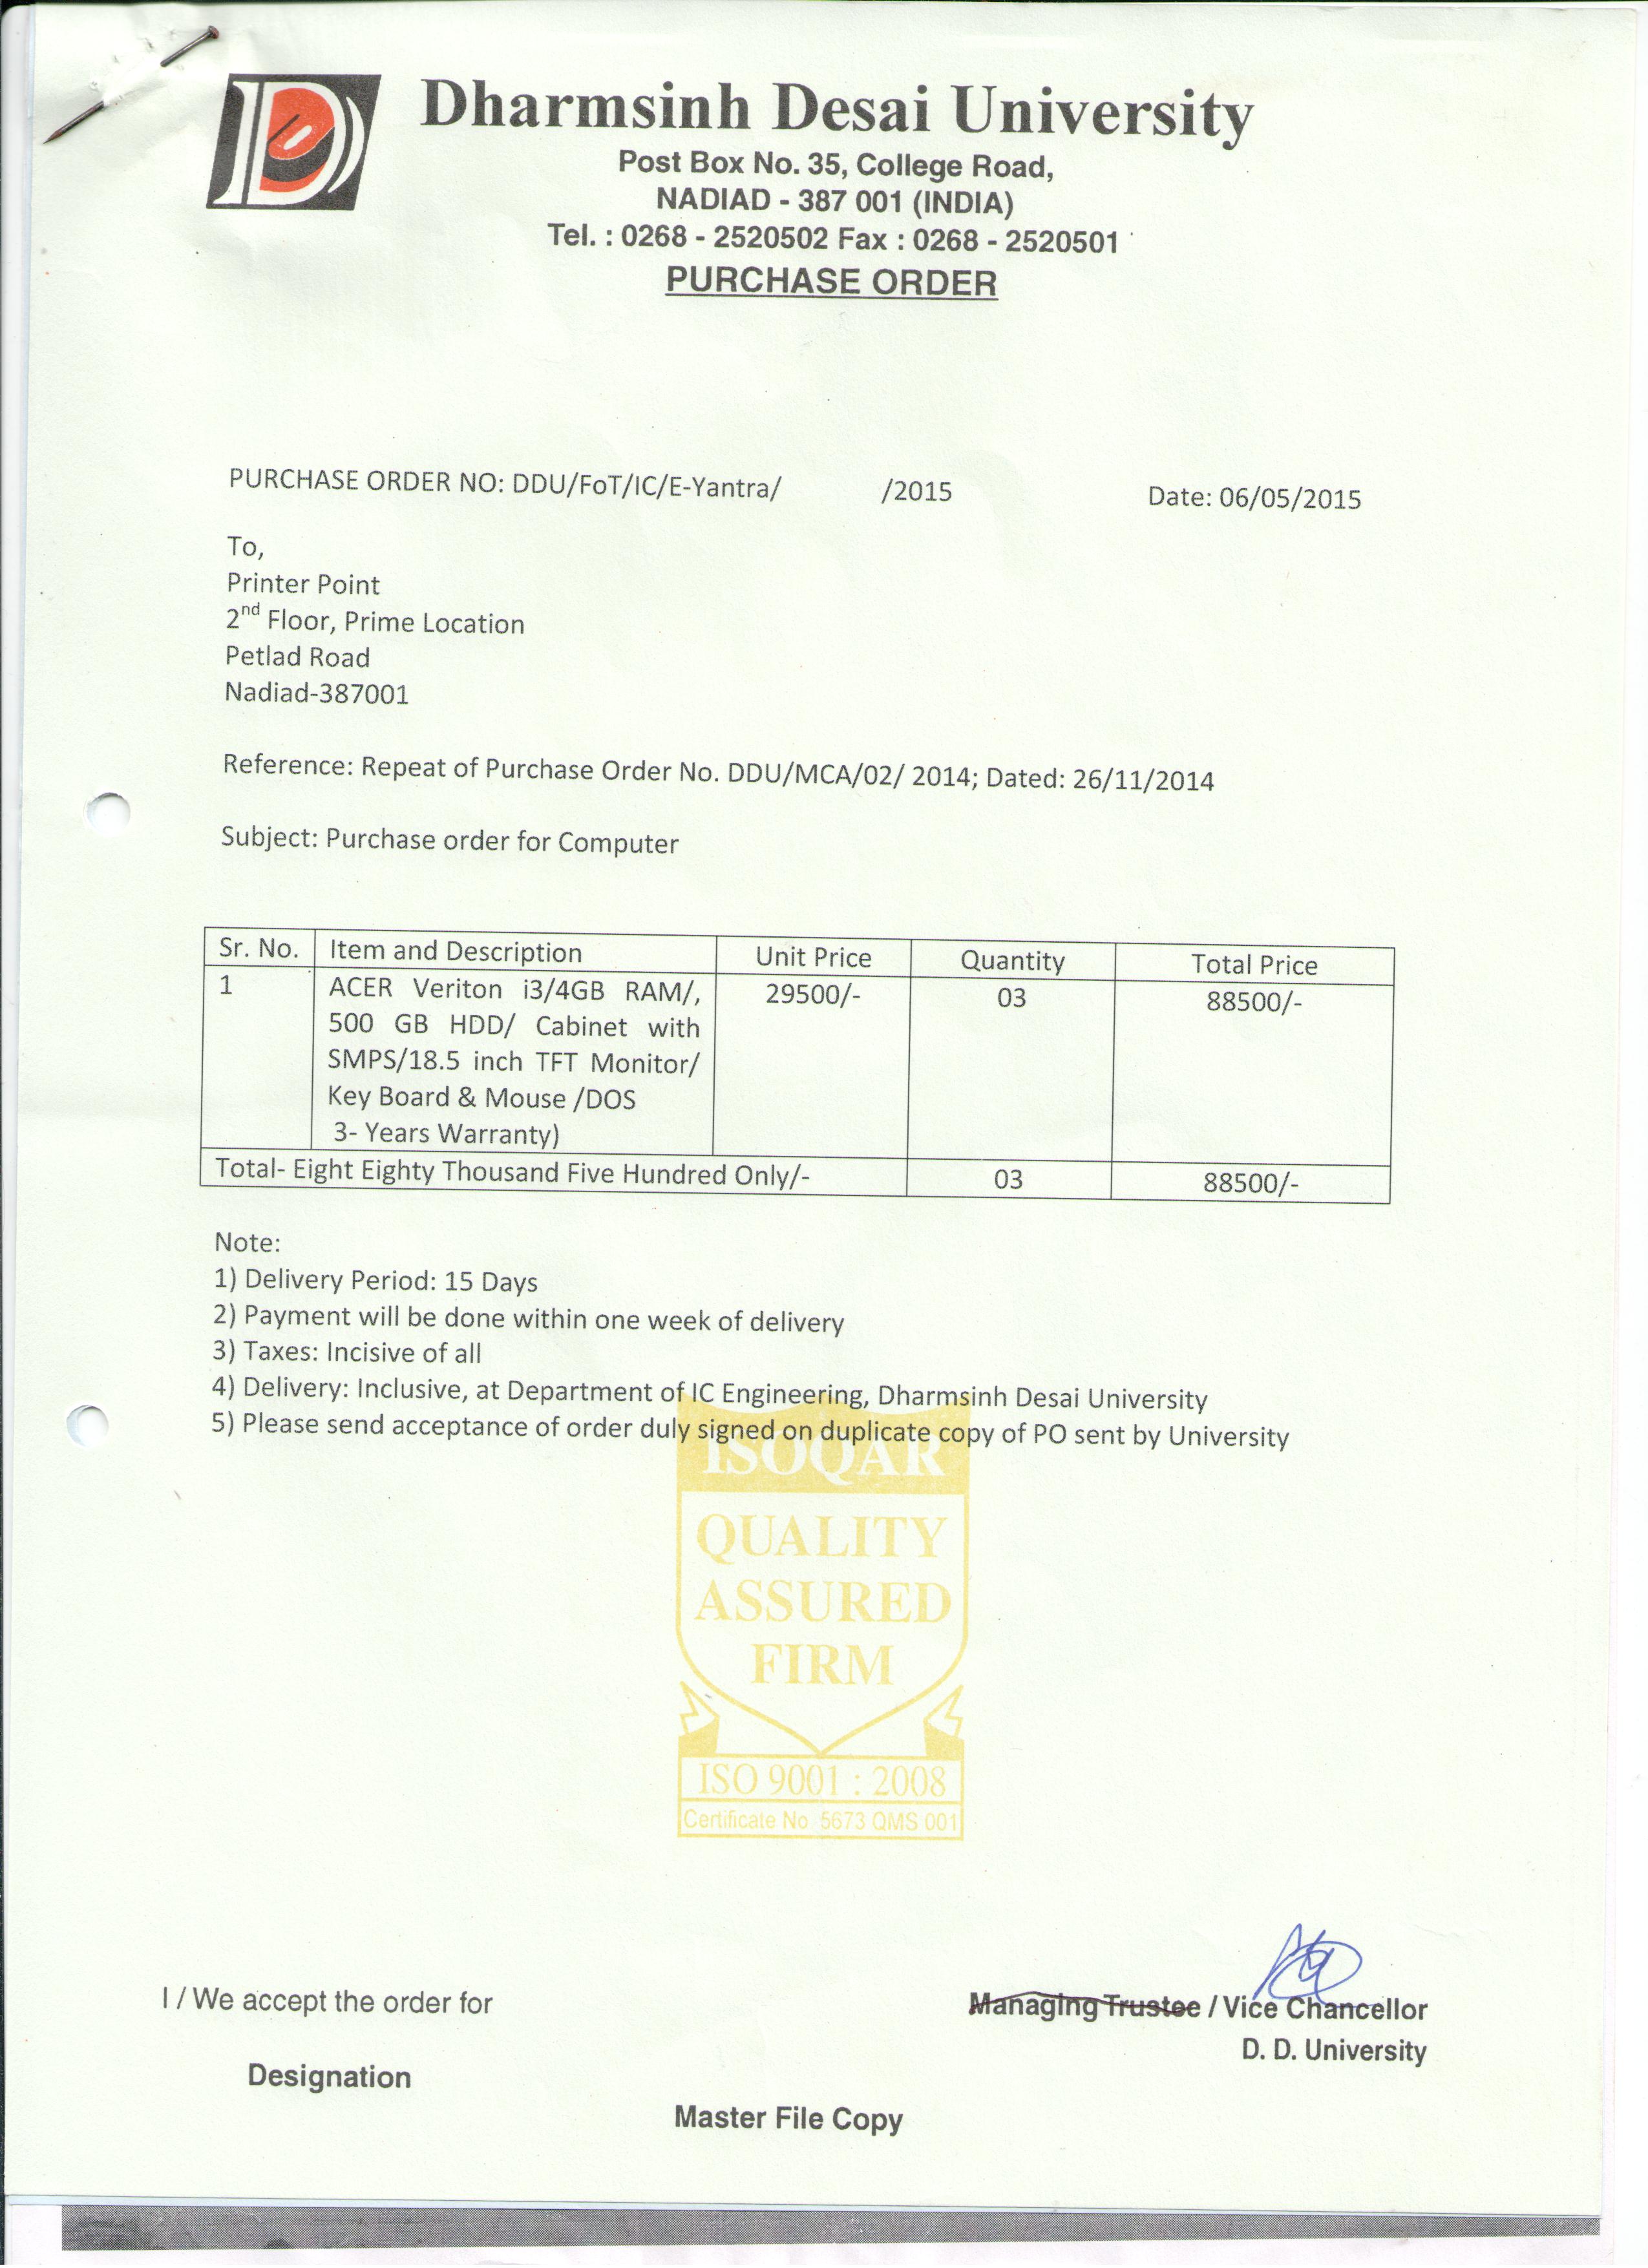 Dharmsinh Desai University
Post Box No. 35, College Road,
NADIAD - 387 001 (INDIA)
Tel. : 0268 - 2520502 Fax : 0268 - 2520501
PURCHASE ORDER
PURCHASE ORDER NO: DDU/FoT/IC/E-Yantra/ /2015 Date: 06/05/2015
To,
Printer Point
2nd Floor, Prime Location
Petlad Road
Nadiad-387001
Reference: Repeat of Purchase Order No. DDU/MCA/02/ 2014; Dated: 26/11/2014
Subject: Purchase order for Computer
Sr. No. Item and Description Unit Price Quantity Total Price
1 ACER Veriton i3/4GB RAM/, 29500/- 03 88500/-
500 GB HDD/ Cabinet with
SMPS/18.5 inch TFT Monitor/
Key Board & Mouse /DOS
3- Years Warranty)
Total- Eight Eighty Thousand Five Hundred Only/- 03 88500/-
Note:
1) Delivery Period: 15 Days
2) Payment will be done within one week of delivery
3) Taxes: Incisive of all
4) Delivery: Inclusive, at Department of IC Engineering, Dharmsinh Desai University
5) Please send acceptance of order duly signed on duplicate copy of PO sent by University
ISOQAR
QUALITY
ASSURED
FIRM
ISO 9001 : 2008
Certificate No. 5673 QMS 001
I / We accept the order for
Managing Trustee / Vice Chancellor
D. D. University
Designation
Master File Copy